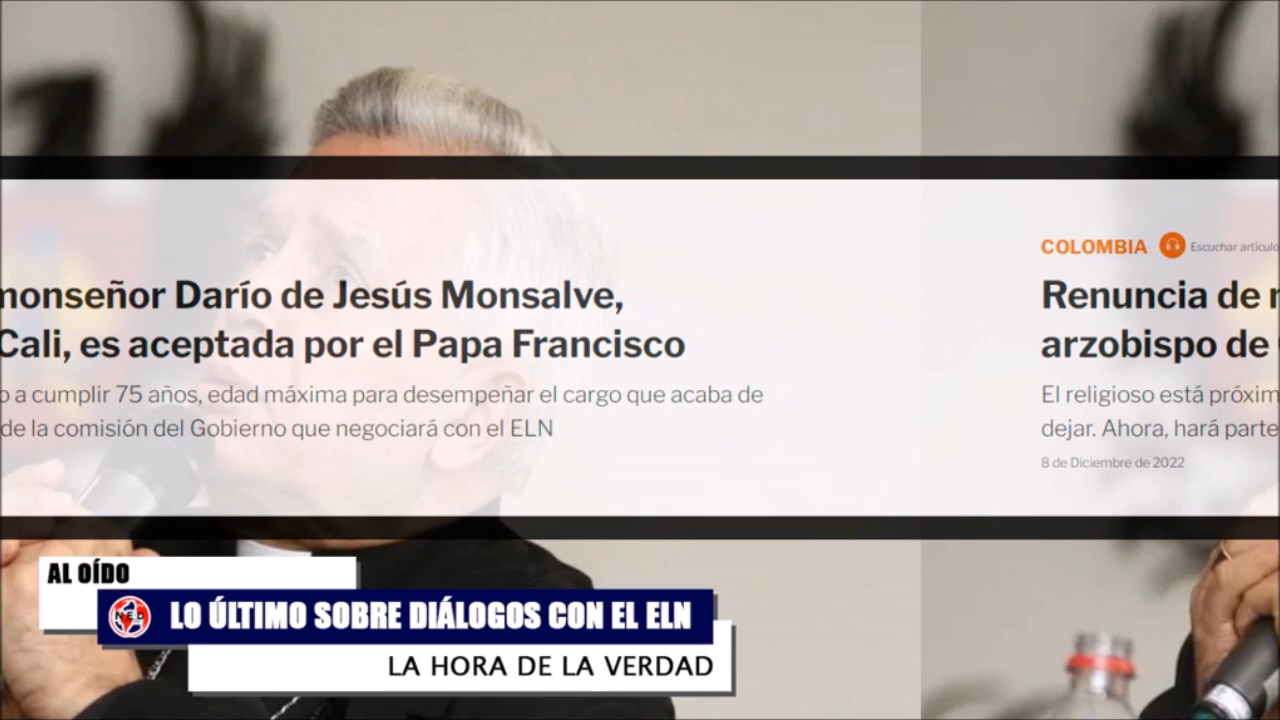 monseñor Darío de Jesús Monsalve,
Cali, es aceptada por el Papa Francisco
o a cumplir 75 años, edad máxima para desempeñar el cargo que acaba de
de la comisión del Gobierno que negociará con el ELN
COLOMBIA Escuchar artículo
Renuncia de
arzobispo de
El religioso está próxim
dejar. Ahora, hará parte
8 de Diciembre de 2022
AL OÍDO
NED
LO ÚLTIMO SOBRE DIÁLOGOS CON EL ELN
LA HORA DE LA VERDAD